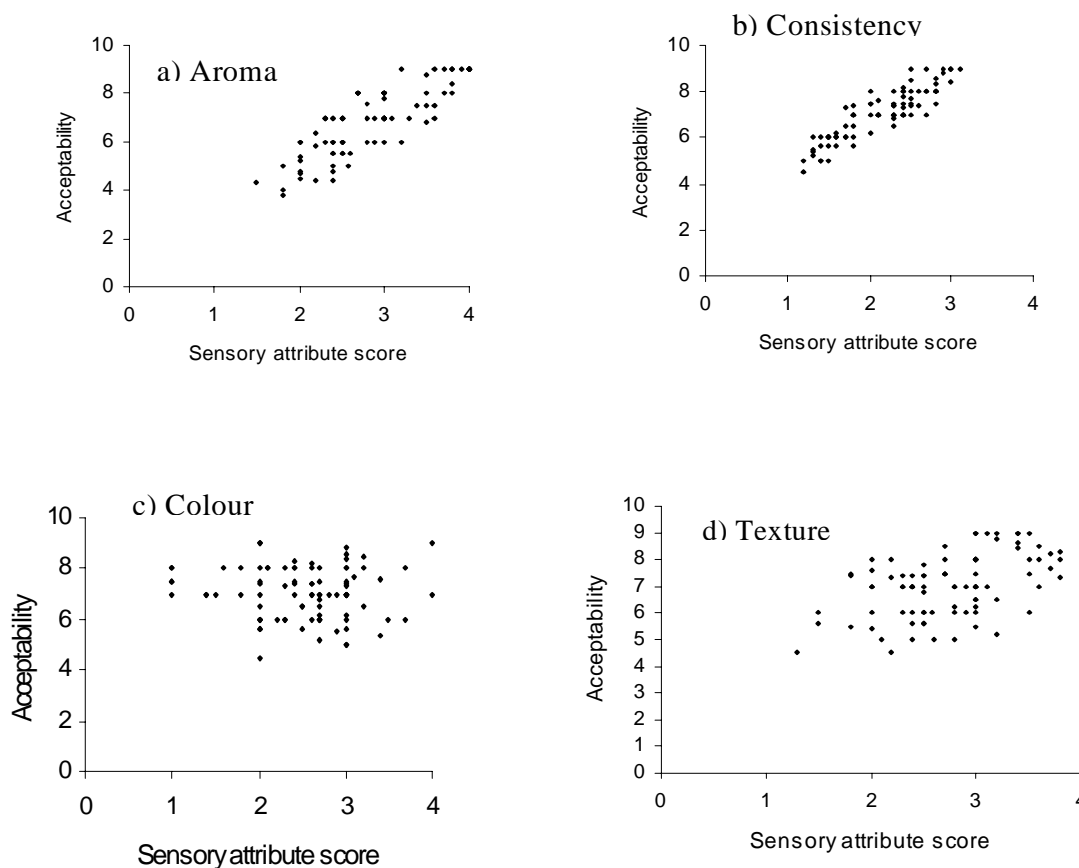 a) Aroma
10
8
6
4
2
0
0 1 2 3 4
Acceptability
Sensory attribute score
b) Consistency
10
8
6
4
2
0
0 1 2 3 4
Acceptability
Sensory attribute score
c) Colour
10
8
6
4
2
0
0 1 2 3 4
Acceptability
Sensory attribute score
d) Texture
10
9
8
7
6
5
4
3
2
1
0
0 1 2 3 4
Acceptability
Sensory attribute score